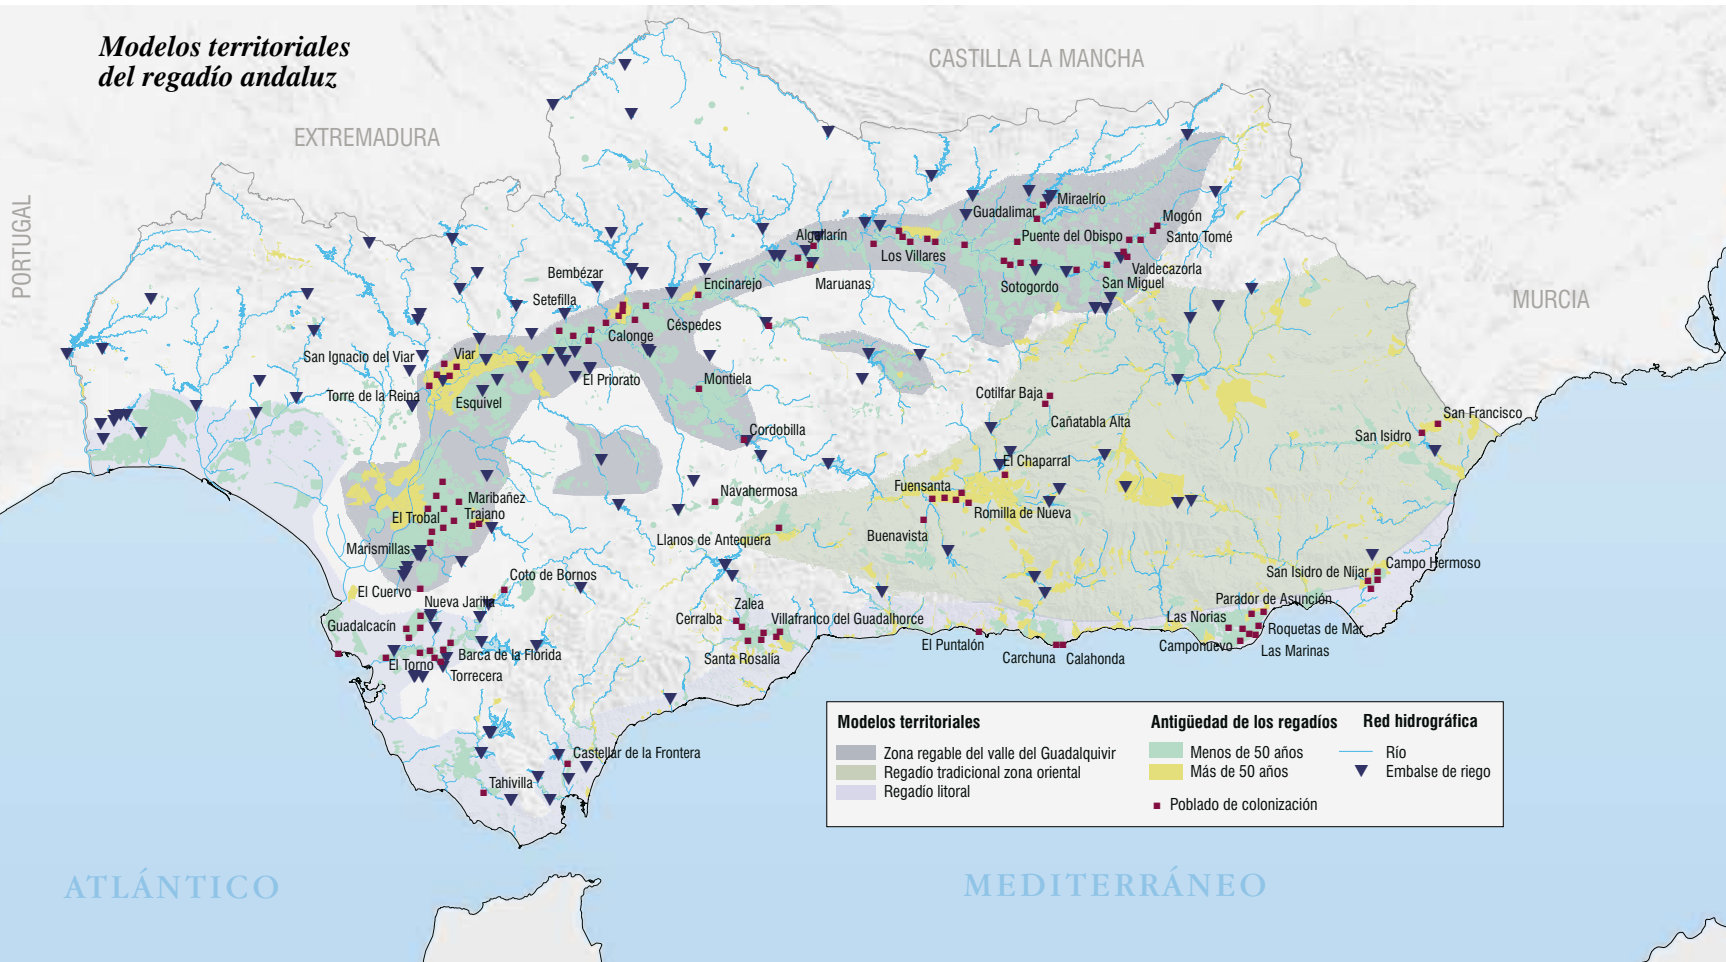 Modelos territoriales
del regadío andaluz
CASTILLA LA MANCHA
EXTREMADURA
PORTUGAL
MURCIA
Miraelrio
Guadalimar
Mogón
Algallarín
Puente del Obispo
Santo Tomé
Los Villares
Valdecazorla
Bembézar
Encinarejo
Maruanas
Sotogordo
San Miguel
Setefilla
Céspedes
Calonge
San Ignacio del Viar
Viar
El Priorato
Montiela
Torre de la Reina
Esquivel
Cotilfar Baja
San Francisco
Cañatabla Alta
Cordobilla
San Isidro
El Chaparral
Fuensanta
Navahermosa
Maribañez
El Trobal
Trajano
Romilla de Nueva
Buenavista
Llanos de Antequera
Marismillas
Campo Hermoso
San Isidro de Nijar
Coto de Bornos
El Cuervo
Nueva Jarilla
Parador de Asunción
Zalea
Guadalcacín
Cerralba
Villafranco del Guadalhorce
Las Norias
Roquetas de Mar
El Puntalón
Camponuevo
Las Marinas
El Torno
Barca de la Florida
Santa Rosalía
Carchuna
Calahonda
Torrecera
Castellar de la Frontera
Tahivilla
Modelos territoriales
Zona regable del valle del Guadalquivir
Regadío tradicional zona oriental
Regadío litoral
Antigüedad de los regadíos
Menos de 50 años
Más de 50 años
Poblado de colonización
Red hidrográfica
Río
Embalse de riego
ATLÁNTICO
MEDITERRÁNEO